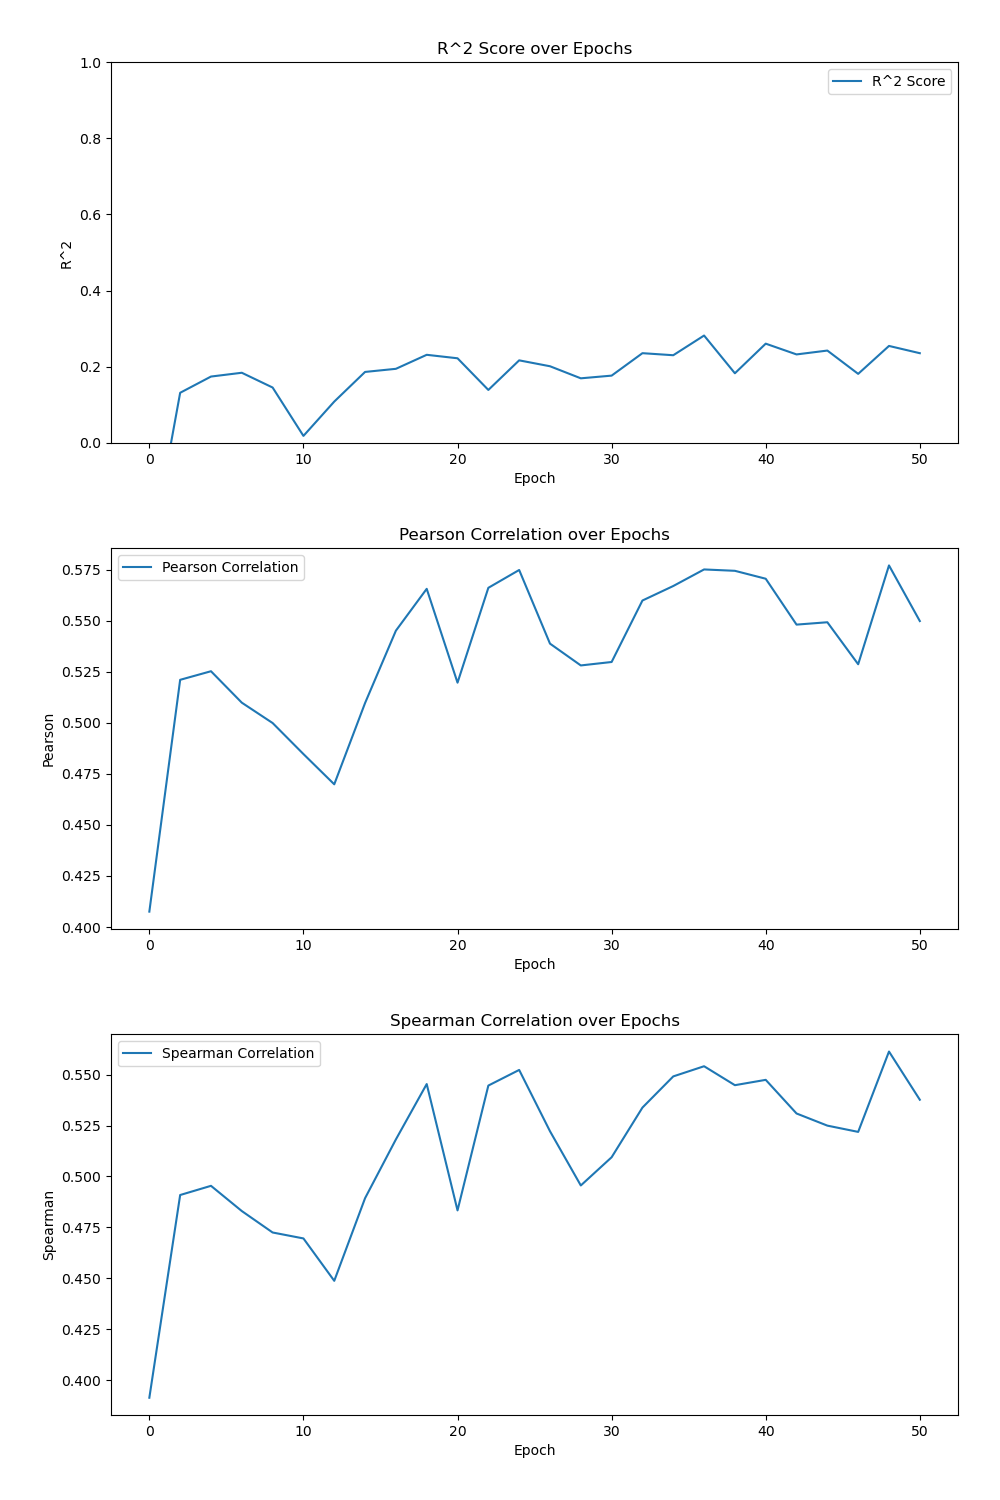 R^2 Score over Epochs
R^2 Score
1.0
0.8
0.6
0.4
0.2
0.0
R^2
0 10 20 30 40 50
Epoch
Pearson Correlation over Epochs
Pearson Correlation
0.575
0.550
0.525
0.500
0.475
0.450
0.425
0.400
Pearson
0 10 20 30 40 50
Epoch
Spearman Correlation over Epochs
Spearman Correlation
0.550
0.525
0.500
0.475
0.450
0.425
0.400
Spearman
0 10 20 30 40 50
Epoch